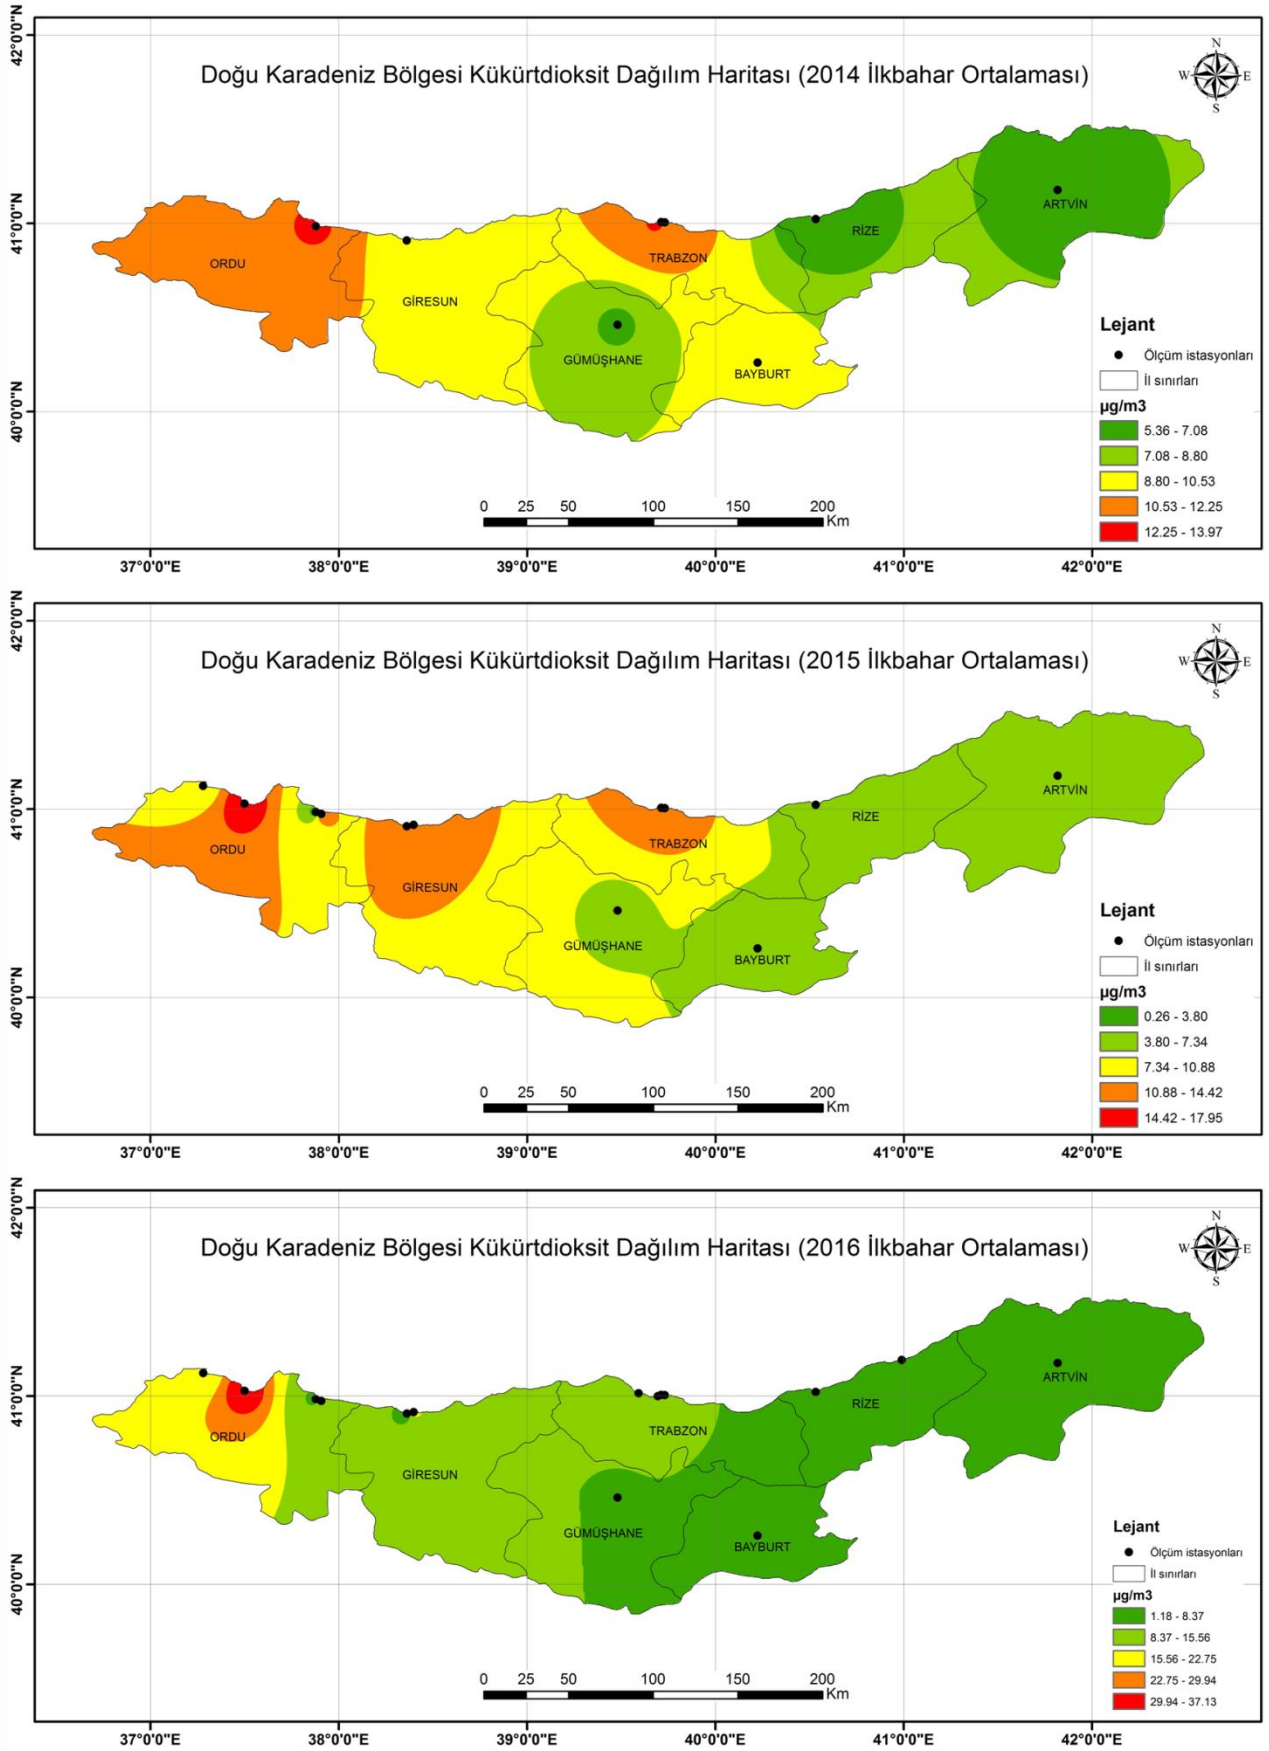 Doğu Karadeniz Bölgesi Kükürtdioksit Dağılım Haritası (2014 İlkbahar Ortalaması)
N
W E
S
42°0'0"N
41°0'0"N
40°0'0"N
ORDU
GİRESUN
TRABZON
GÜMÜŞHANE
BAYBURT
RİZE
ARTVİN
Lejant
Ölçüm istasyonları
İl sınırları
µg/m3
5.36 - 7.08
7.08 - 8.80
8.80 - 10.53
10.53 - 12.25
12.25 - 13.97
0 25 50 100 150 200
Km
37°0'0"E 38°0'0"E 39°0'0"E 40°0'0"E 41°0'0"E 42°0'0"E
Doğu Karadeniz Bölgesi Kükürtdioksit Dağılım Haritası (2015 İlkbahar Ortalaması)
N
W E
S
42°0'0"N
41°0'0"N
40°0'0"N
ORDU
GİRESUN
TRABZON
GÜMÜŞHANE
BAYBURT
RİZE
ARTVİN
Lejant
Ölçüm istasyonları
İl sınırları
µg/m3
0.26 - 3.80
3.80 - 7.34
7.34 - 10.88
10.88 - 14.42
14.42 - 17.95
0 25 50 100 150 200
Km
37°0'0"E 38°0'0"E 39°0'0"E 40°0'0"E 41°0'0"E 42°0'0"E
Doğu Karadeniz Bölgesi Kükürtdioksit Dağılım Haritası (2016 İlkbahar Ortalaması)
N
W E
S
42°0'0"N
41°0'0"N
40°0'0"N
ORDU
GİRESUN
TRABZON
GÜMÜŞHANE
BAYBURT
RİZE
ARTVİN
Lejant
Ölçüm istasyonları
İl sınırları
µg/m3
1.18 - 8.37
8.37 - 15.56
15.56 - 22.75
22.75 - 29.94
29.94 - 37.13
0 25 50 100 150 200
Km
37°0'0"E 38°0'0"E 39°0'0"E 40°0'0"E 41°0'0"E 42°0'0"E